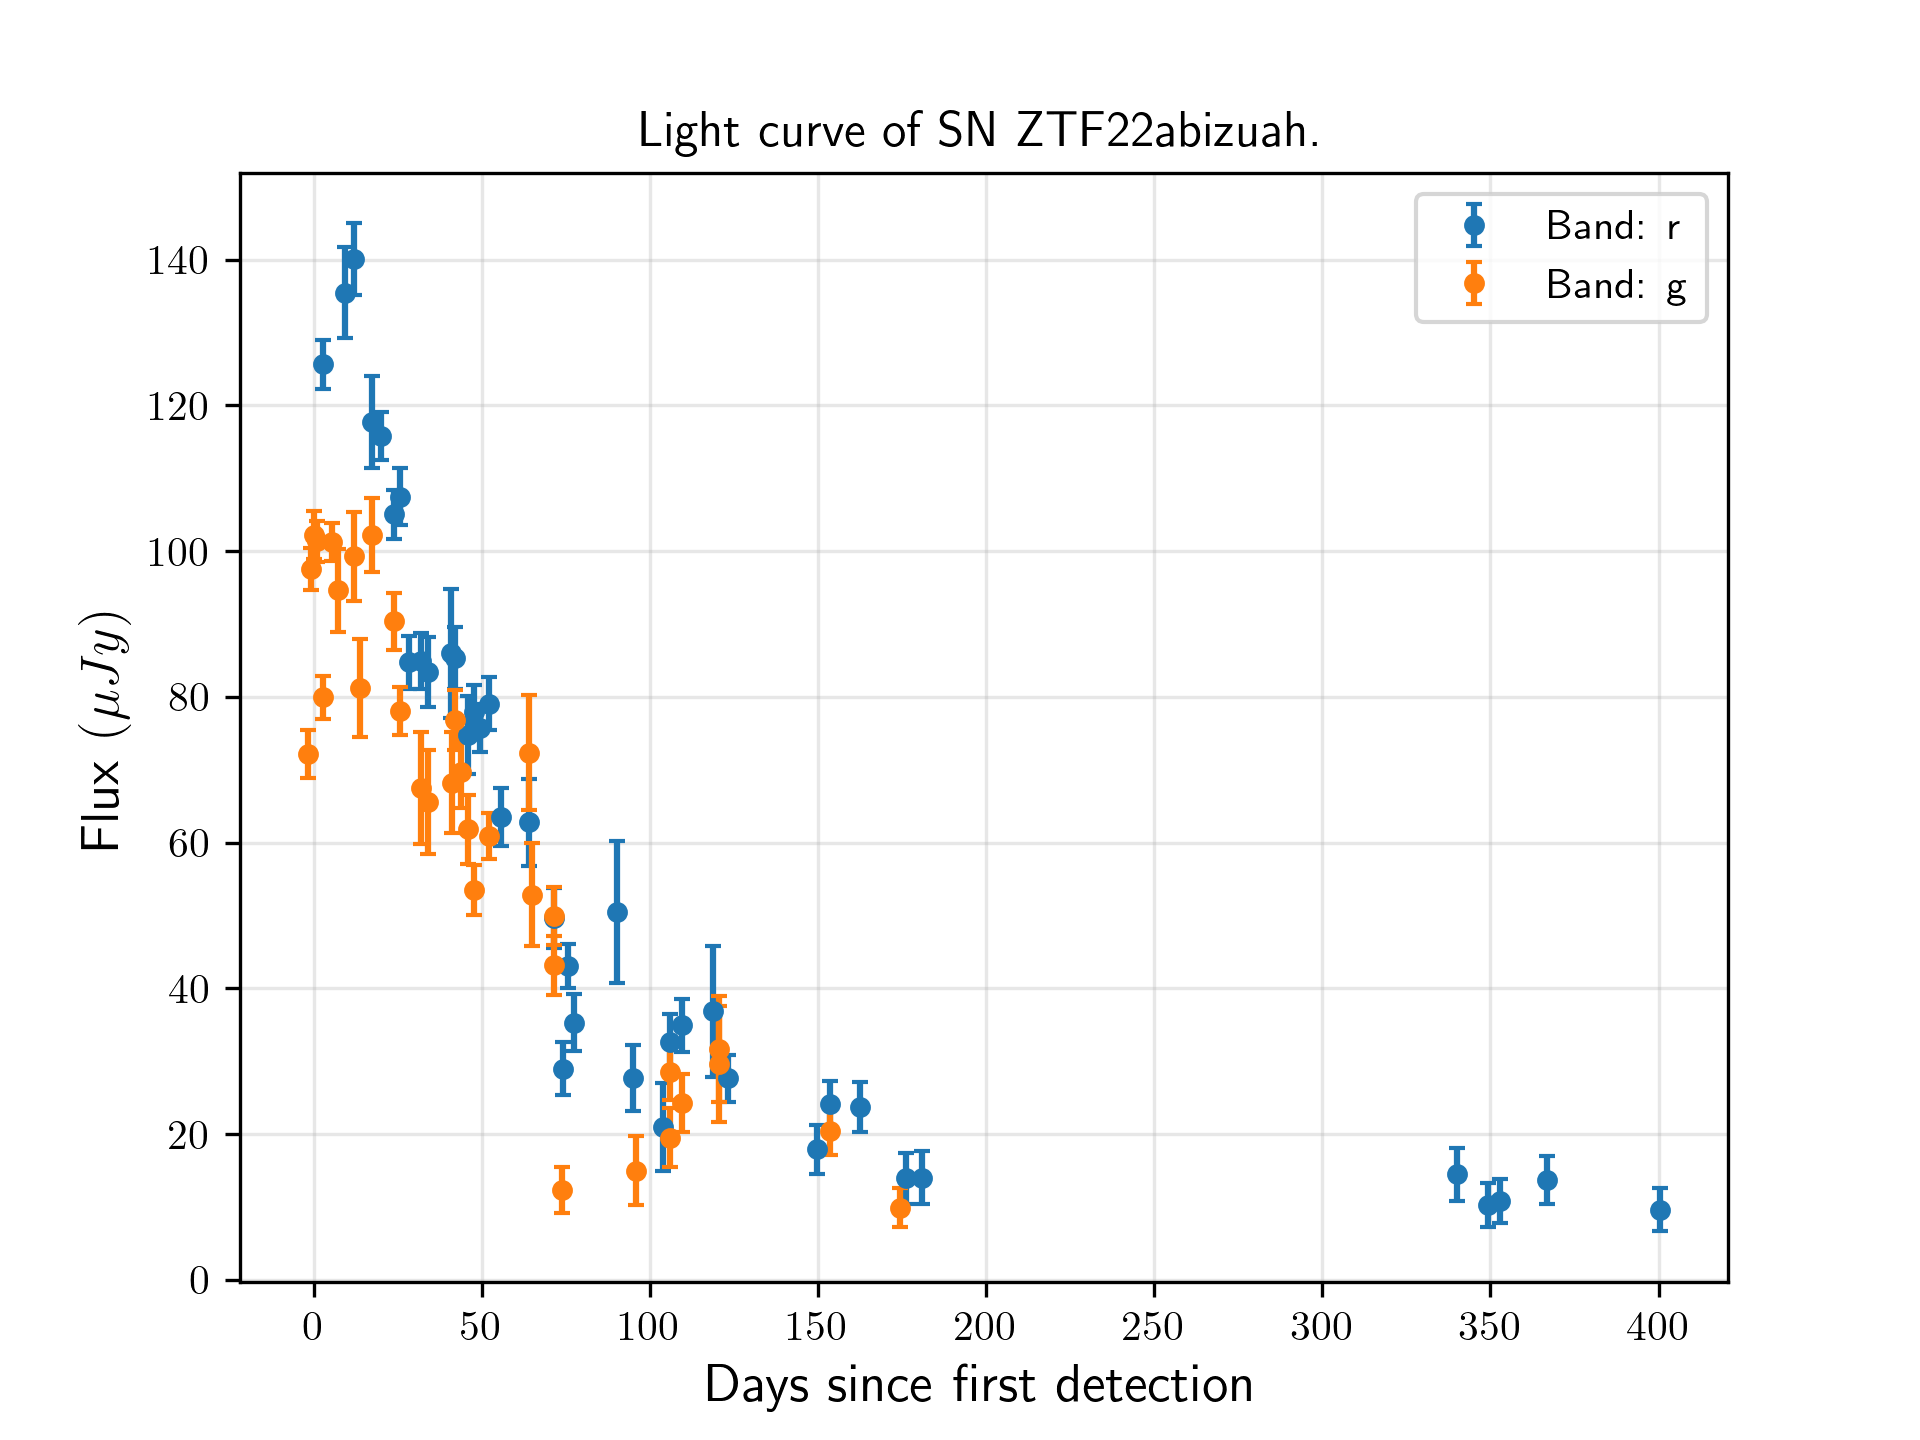 Light curve of SN ZTF22abizuah.
Band: r
Band: g
140
120
100
80
60
40
20
0
Flux (μJy)
0 50 100 150 200 250 300 350 400
Days since first detection